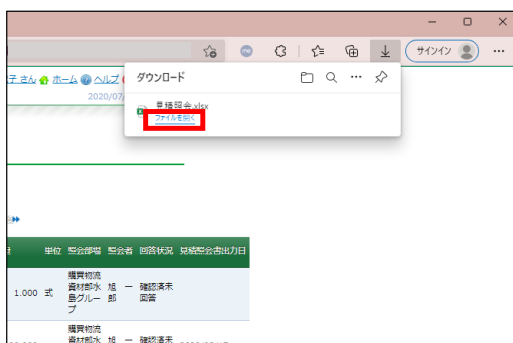 サインイン
ダウンロード
見積照会.xlsx
ファイルを開く
子 さん ホーム ヘルプ
2020/07/
単位 照会部場 照会者 回答状況 見積照会書出力日
購買物流
資材部水
島グルー
プ
1.000 式
旭 一
郎
確認済未
回答
購買物流
資材部水
旭 一
確認済未